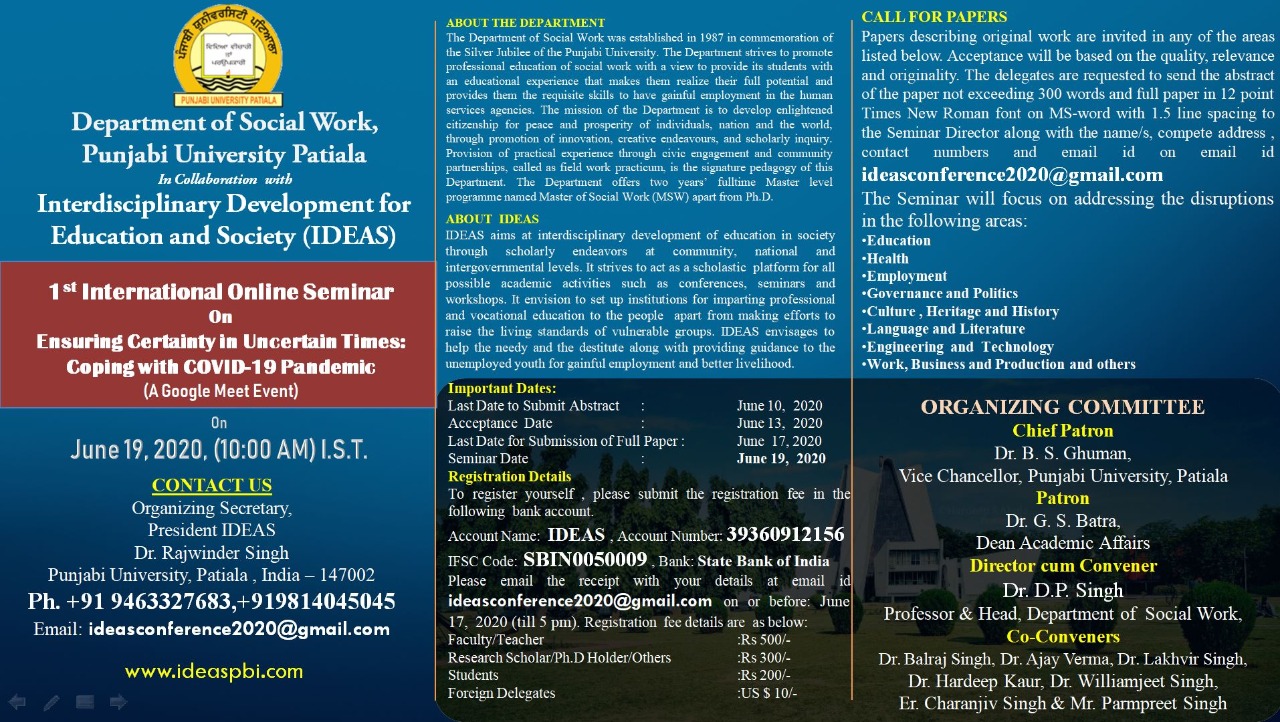 ਪੰਜਾਬੀ ਯੂਨੀਵਰਸਿਟੀ ਪਟਿਆਲਾ
ਵਿਦਿਆ ਵੀਚਾਰੀ
ਤਾਂ
ਪਰਉਪਕਾਰੀ
PUNJABI UNIVERSITY PATIALA
Department of Social Work,
Punjabi University Patiala
In Collaboration with
Interdisciplinary Development for
Education and Society (IDEAS)
1st International Online Seminar
On
Ensuring Certainty in Uncertain Times:
Coping with COVID-19 Pandemic
(A Google Meet Event)
On
June 19, 2020, (10:00 AM) I.S.T.
CONTACT US
Organizing Secretary,
President IDEAS
Dr. Rajwinder Singh
Punjabi University, Patiala , India – 147002
Ph. +91 9463327683,+919814045045
Email: ideasconference2020@gmail.com
www.ideaspbi.com
ABOUT THE DEPARTMENT
The Department of Social Work was established in 1987 in commemoration of
the Silver Jubilee of the Punjabi University. The Department strives to promote
professional education of social work with a view to provide its students with
an educational experience that makes them realize their full potential and
provides them the requisite skills to have gainful employment in the human
services agencies. The mission of the Department is to develop enlightened
citizenship for peace and prosperity of individuals, nation and the world,
through promotion of innovation, creative endeavours, and scholarly inquiry.
Provision of practical experience through civic engagement and community
partnerships, called as field work practicum, is the signature pedagogy of this
Department. The Department offers two years' fulltime Master level
programme named Master of Social Work (MSW) apart from Ph.D.
ABOUT IDEAS
IDEAS aims at interdisciplinary development of education in society
through scholarly endeavors at community, national and
intergovernmental levels. It strives to act as a scholastic platform for all
possible academic activities such as conferences, seminars and
workshops. It envision to set up institutions for imparting professional
and vocational education to the people apart from making efforts to
raise the living standards of vulnerable groups. IDEAS envisages to
help the needy and the destitute along with providing guidance to the
unemployed youth for gainful employment and better livelihood.
Important Dates:
Last Date to Submit Abstract : June 10, 2020
Acceptance Date : June 13, 2020
Last Date for Submission of Full Paper : June 17, 2020
Seminar Date : June 19, 2020
Registration Details
To register yourself , please submit the registration fee in the
following bank account.
Account Name: IDEAS , Account Number: 39360912156
IFSC Code: SBIN0050009 , Bank: State Bank of India
Please email the receipt with your details at email id
ideasconference2020@gmail.com on or before: June
17, 2020 (till 5 pm). Registration fee details are as below:
Faculty/Teacher :Rs 500/-
Research Scholar/Ph.D Holder/Others :Rs 300/-
Students :Rs 200/-
Foreign Delegates :US $ 10/-
CALL FOR PAPERS
Papers describing original work are invited in any of the areas
listed below. Acceptance will be based on the quality, relevance
and originality. The delegates are requested to send the abstract
of the paper not exceeding 300 words and full paper in 12 point
Times New Roman font on MS-word with 1.5 line spacing to
the Seminar Director along with the name/s, compete address ,
contact numbers and email id on email id
ideasconference2020@gmail.com
The Seminar will focus on addressing the disruptions
in the following areas:
•Education
•Health
•Employment
•Governance and Politics
•Culture , Heritage and History
•Language and Literature
•Engineering and Technology
•Work, Business and Production and others
ORGANIZING COMMITTEE
Chief Patron
Dr. B. S. Ghuman,
Vice Chancellor, Punjabi University, Patiala
Patron
Dr. G. S. Batra,
Dean Academic Affairs
Director cum Convener
Dr. D.P. Singh
Professor & Head, Department of Social Work,
Co-Conveners
Dr. Balraj Singh, Dr. Ajay Verma, Dr. Lakhvir Singh,
Dr. Hardeep Kaur, Dr. Williamjeet Singh,
Er. Charanjiv Singh & Mr. Parmpreet Singh